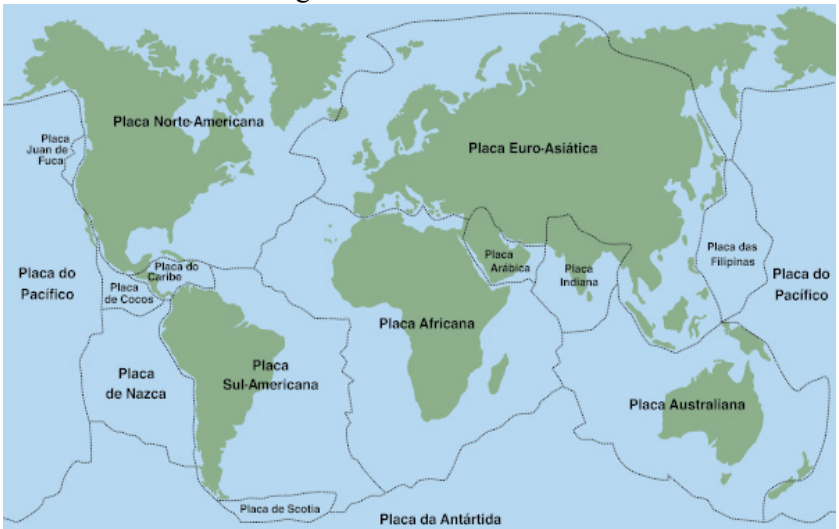 Placa Norte-Americana
Placa
Juan de
Fuca
Placa Euro-Asiática
Placa do
Pacífico
Placa
de Cocos
Placa do
Caribe
Placa
Arábica
Placa
Indiana
Placa das
Filipinas
Placa do
Pacífico
Placa Africana
Placa
de Nazca
Placa
Sul-Americana
Placa Australiana
Placa de Scotia
Placa da Antártida